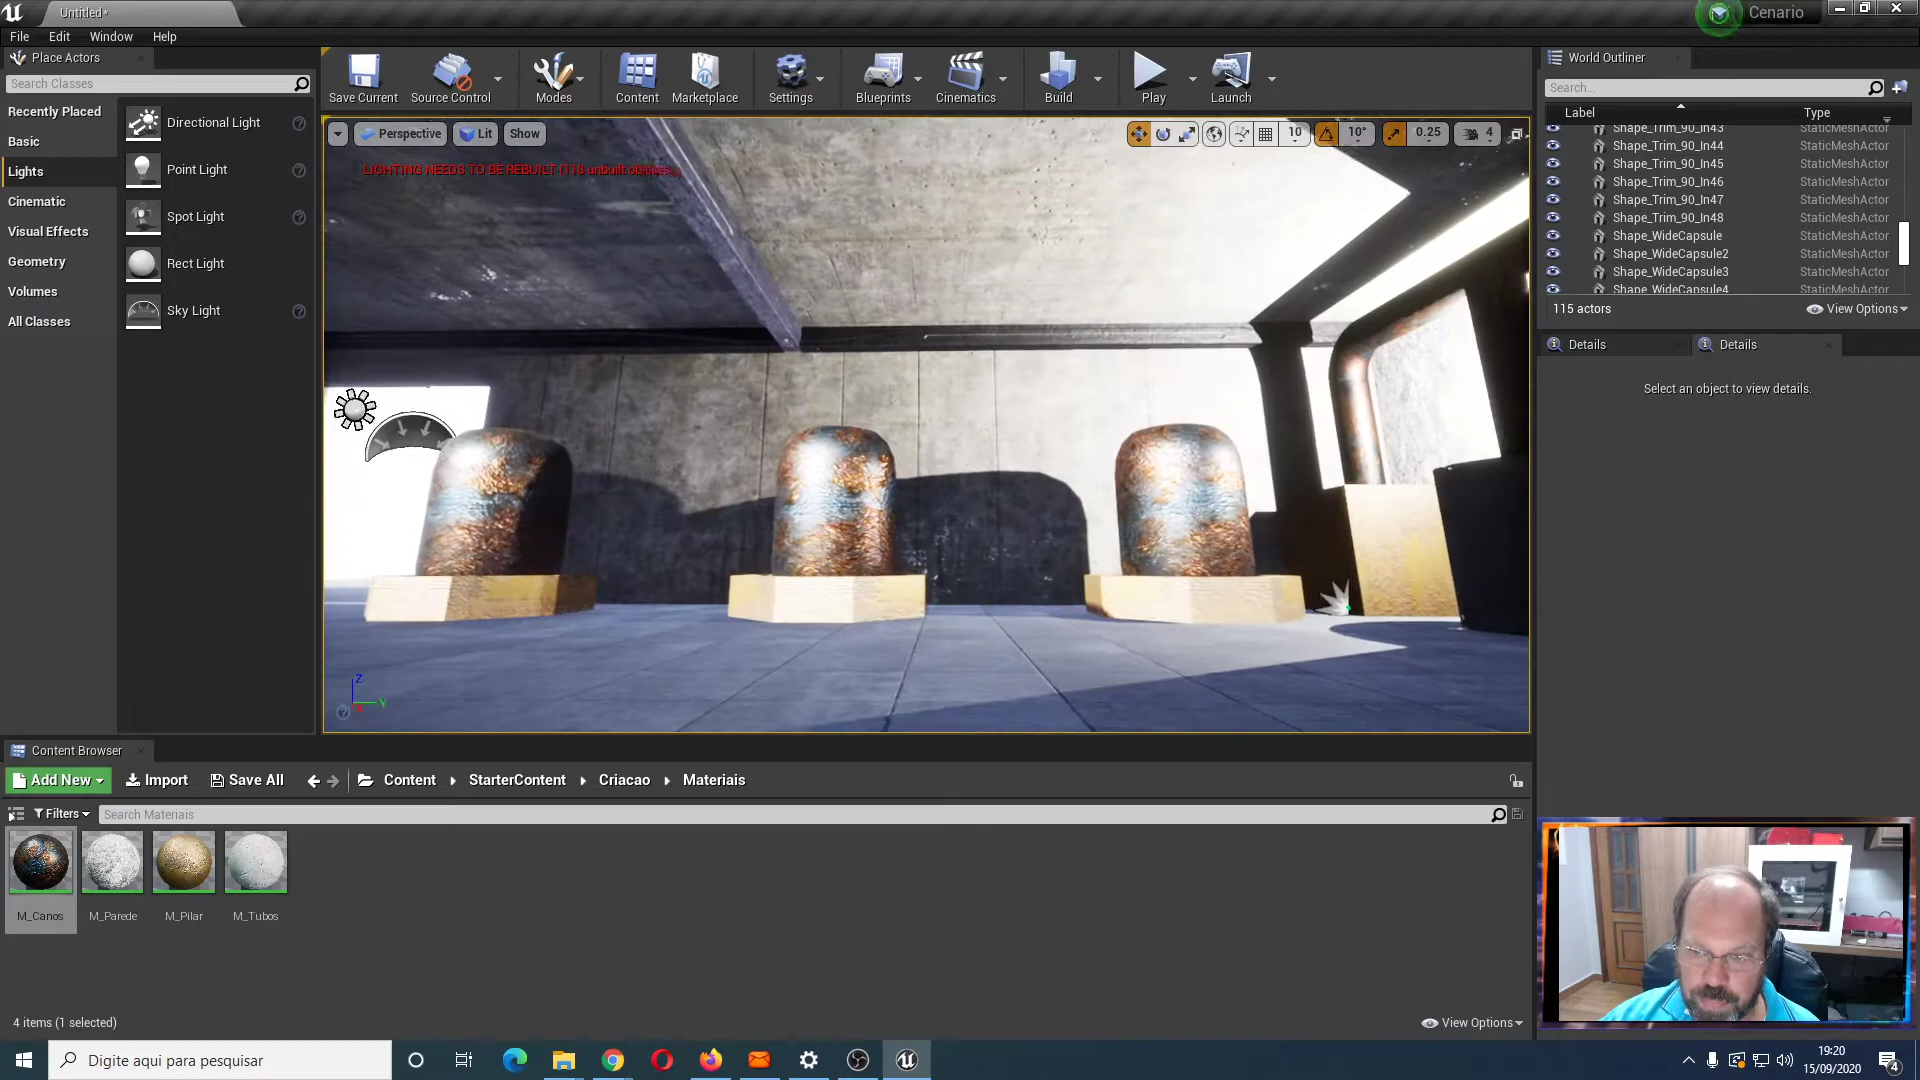 Untitled*
Cenario
File Edit Window Help
Place Actors
Search Classes
Recently Placed
Basic
Lights
Cinematic
Visual Effects
Geometry
Volumes
All Classes
Directional Light
Point Light
Spot Light
Rect Light
Sky Light
Save Current
Source Control
Modes
Content
Marketplace
Settings
Blueprints
Cinematics
Build
Play
Launch
Perspective
Lit
Show
10
10°
0.25
4
LIGHTING NEEDS TO BE REBUILT (118 unbuilt objects)
Z
Y
World Outliner
Search...
Label Type
Shape_Trim_90_In43 StaticMeshActor
Shape_Trim_90_In44 StaticMeshActor
Shape_Trim_90_In45 StaticMeshActor
Shape_Trim_90_In46 StaticMeshActor
Shape_Trim_90_In47 StaticMeshActor
Shape_Trim_90_In48 StaticMeshActor
Shape_WideCapsule StaticMeshActor
Shape_WideCapsule2 StaticMeshActor
Shape_WideCapsule3 StaticMeshActor
Shape_WideCapsule4 StaticMeshActor
115 actors
View Options
Details
Details
Select an object to view details.
Content Browser
Add New
Import
Save All
Content
StarterContent
Criacao
Materiais
Filters
Search Materiais
M_Canos
M_Parede
M_Pilar
M_Tubos
4 items (1 selected)
View Options
Digite aqui para pesquisar
19:20
15/09/2020
4